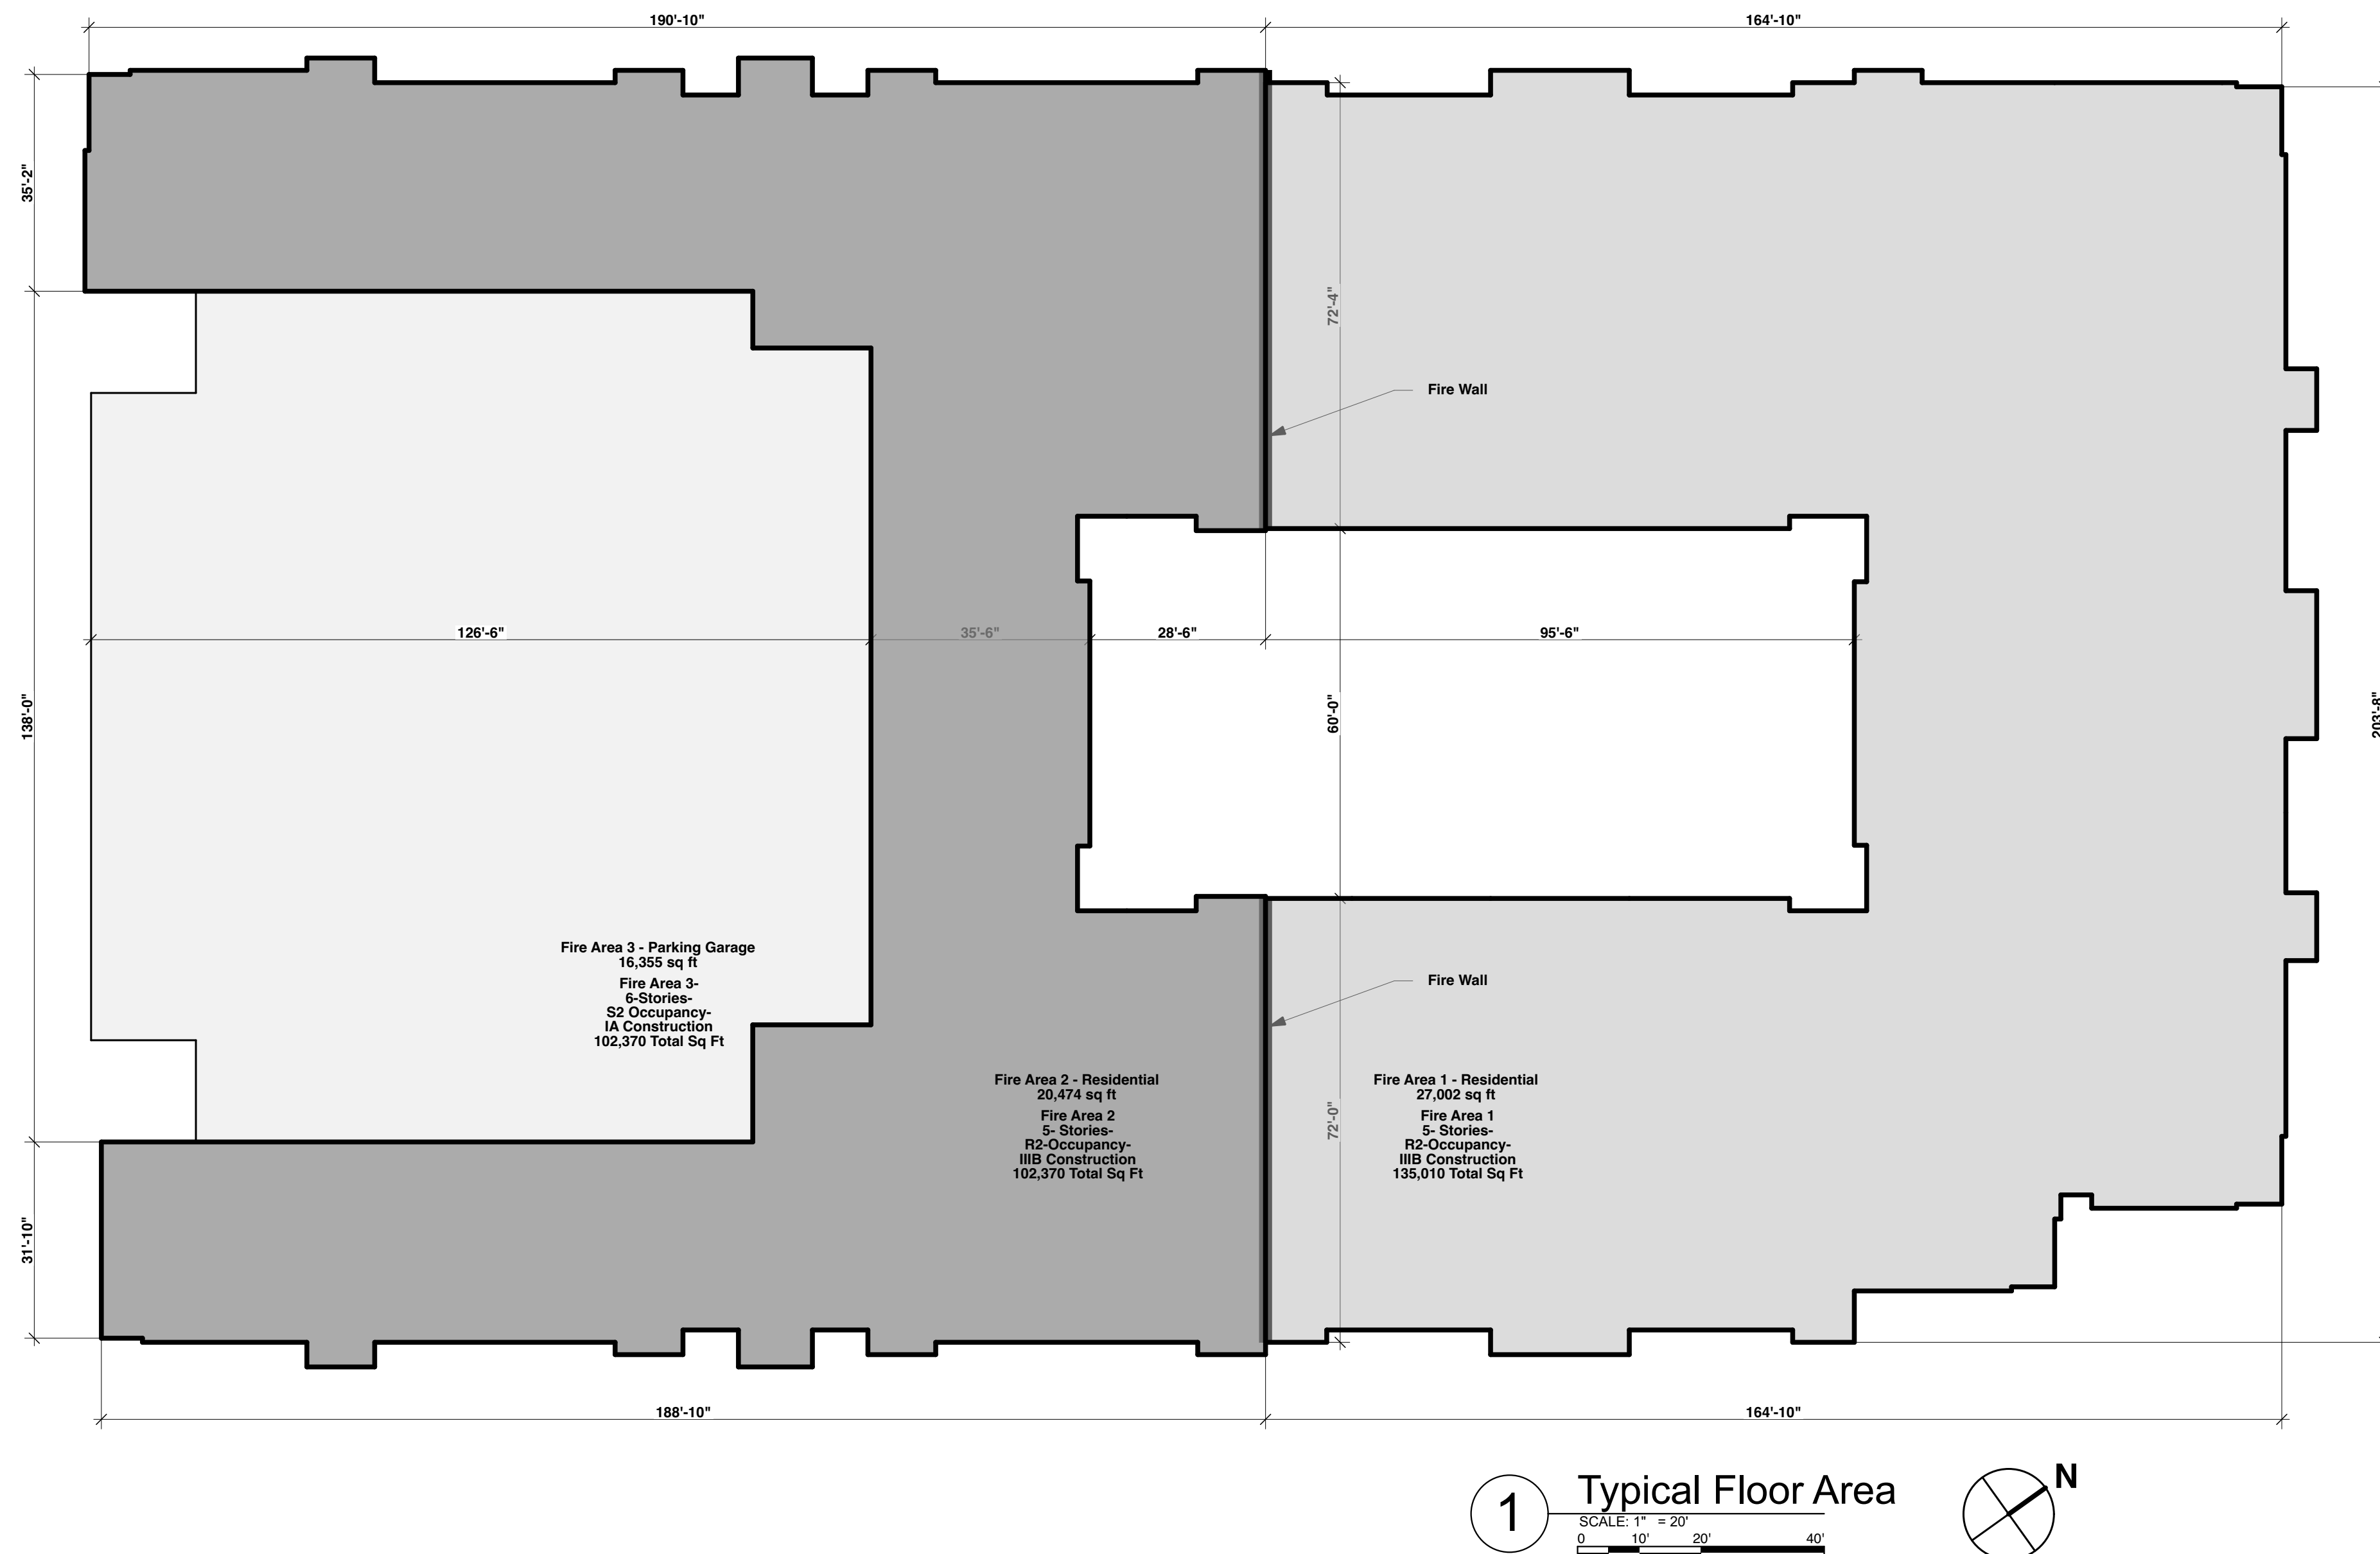 190'-10"
164'-10"
35'-2"
72'-4"
Fire Wall
126'-6"
35'-6"
28'-6"
95'-6"
138'-0"
60'-0"
203'-8"
Fire Area 3 - Parking Garage
16,355 sq ft
Fire Area 3-
6-Stories-
S2 Occupancy-
IA Construction
102,370 Total Sq Ft
Fire Wall
Fire Area 2 - Residential
20,474 sq ft
Fire Area 2
5- Stories-
R2-Occupancy-
IIIB Construction
102,370 Total Sq Ft
72'-0"
Fire Area 1 - Residential
27,002 sq ft
Fire Area 1
5- Stories-
R2-Occupancy-
IIIB Construction
135,010 Total Sq Ft
31'-10"
188'-10"
164'-10"
1
Typical Floor Area
SCALE: 1" = 20'
0 10' 20' 40'
N